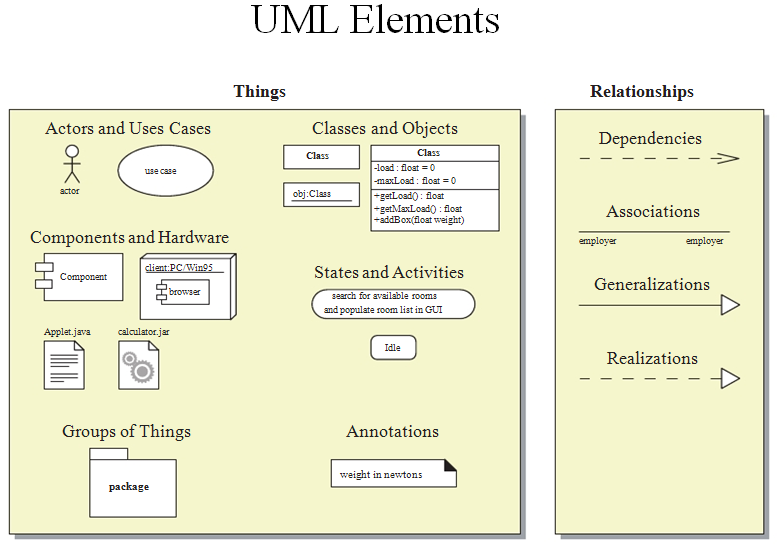 UML Elements
Things
Relationships
Actors and Uses Cases
actor
use case
Classes and Objects
Class
obj:Class
Class
-load : float = 0
-maxLoad : float = 0
+getLoad() : float
+getMaxLoad() : float
+addBox(float weight)
Components and Hardware
Component
client:PC/Win95
browser
Applet.java
calculator.jar
States and Activities
search for available rooms
and populate room list in GUI
Idle
Groups of Things
package
Annotations
weight in newtons
Dependencies
Associations
employer employer
Generalizations
Realizations